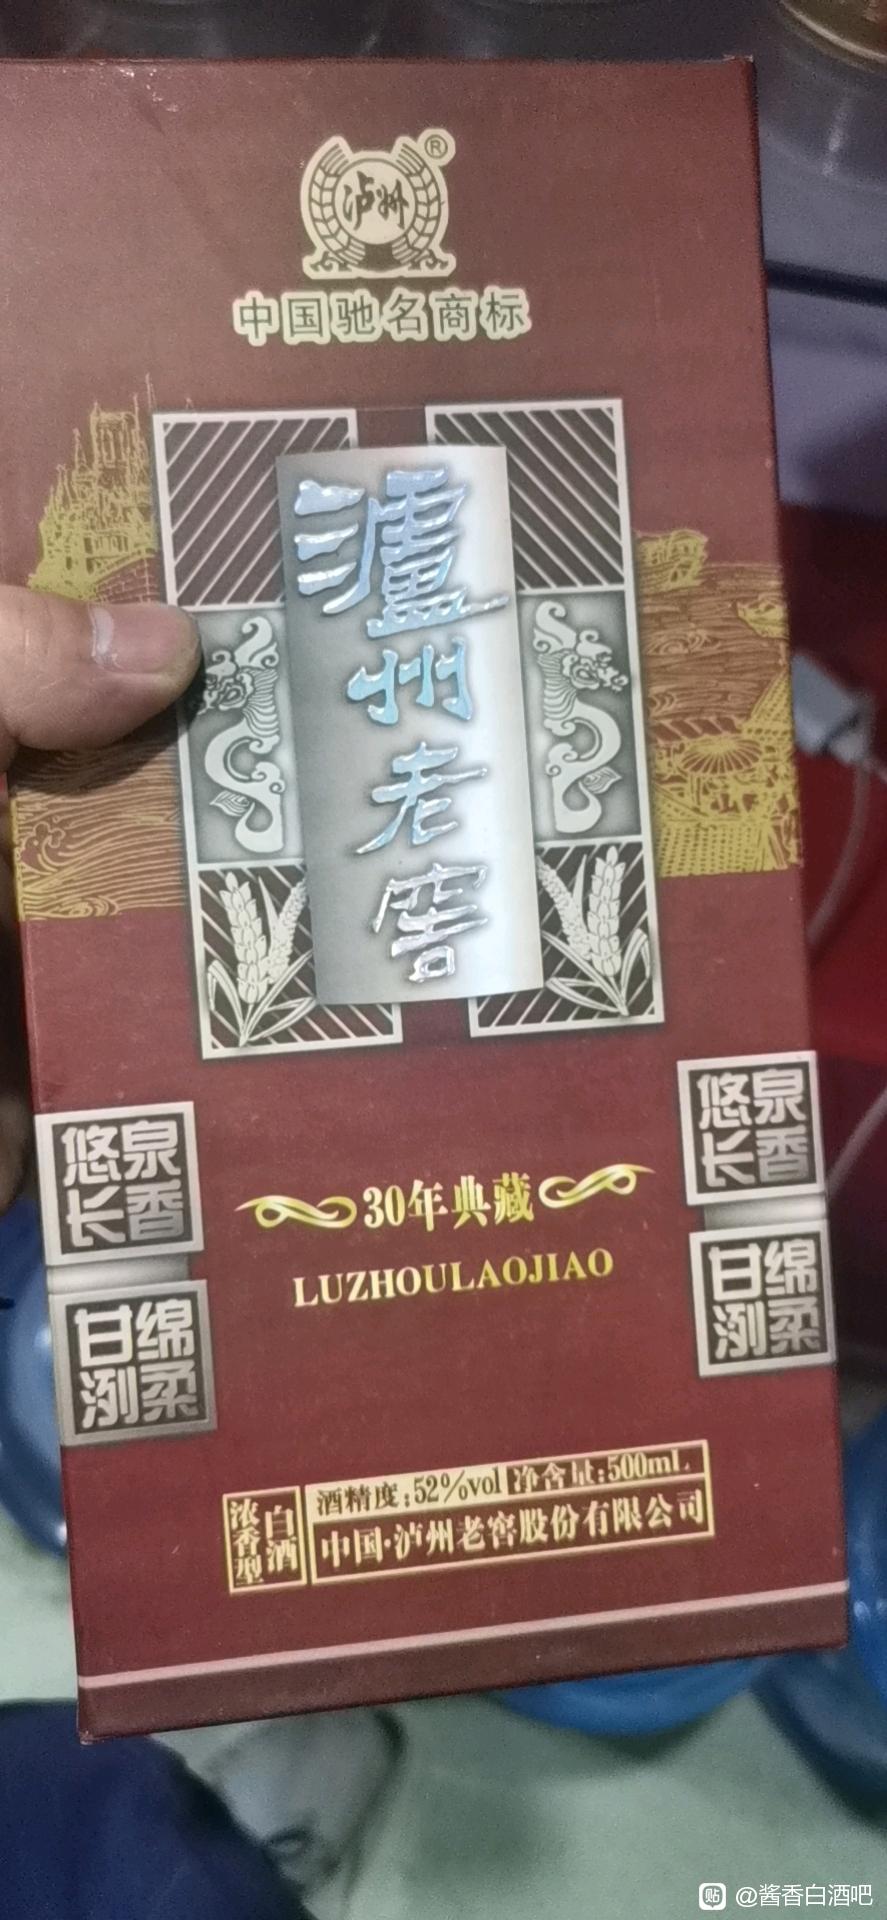 泸州
®
中国驰名商标
瀘州老窖
泉香
悠长
绵柔
甘洌
泉香
悠长
绵柔
甘洌
30年典藏
LUZHOULAOJIAO
浓香型
白酒
酒精度:52%vol 净含量:500mL
中国·泸州老窖股份有限公司
贴 @酱香白酒吧